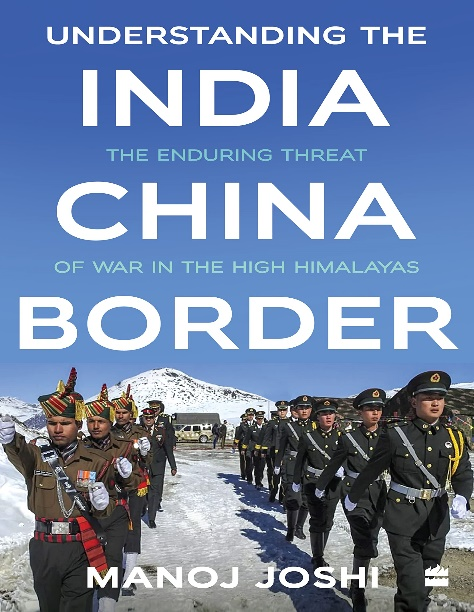 UNDERSTANDING THE
INDIA
THE ENDURING THREAT
CHINA
OF WAR IN THE HIGH HIMALAYAS
BORDER
MANOJ JOSHI